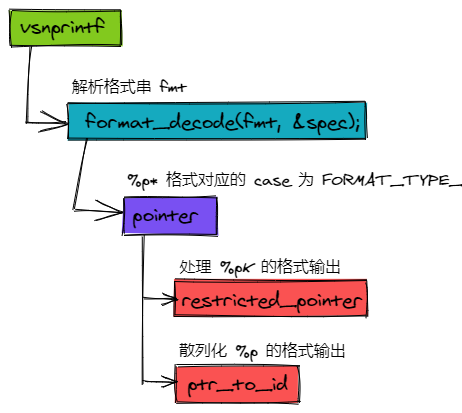 vsnprintf
解析格式串 fmt
format_decode(fmt, &spec);
%p* 格式对应的 case 为 FORMAT_TYPE_
pointer
处理 %pK 的格式输出
restricted_pointer
散列化 %p 的格式输出
ptr_to_id